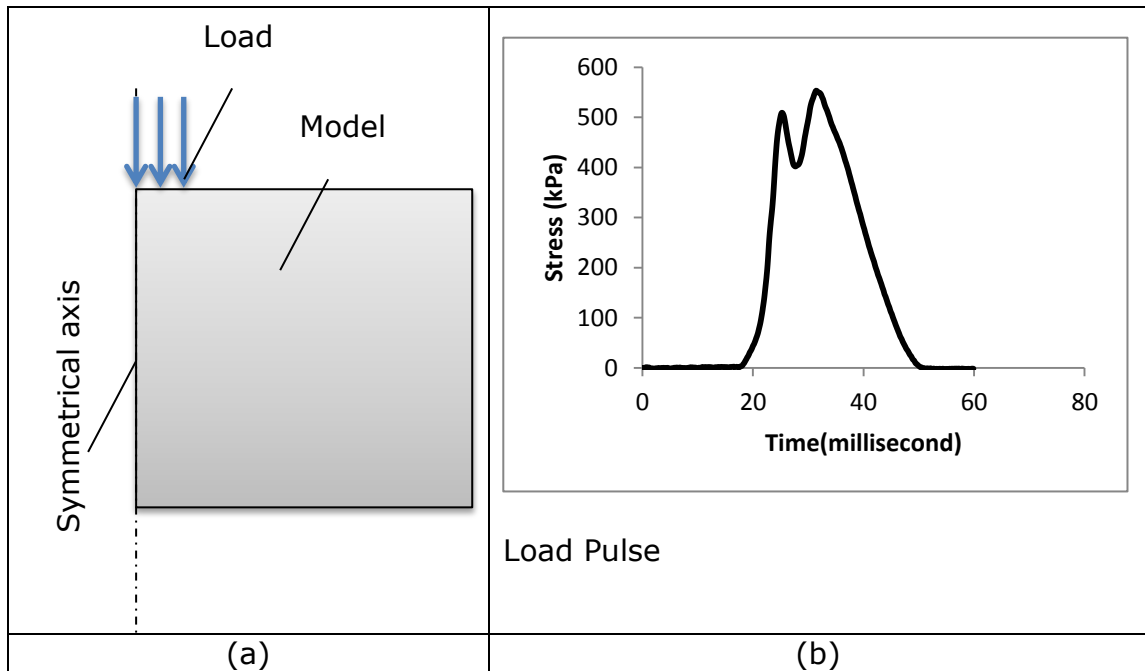 Load
Model
Symmetrical axis
(a)
600
500
400
300
200
100
0
Stress (kPa)
0 20 40 60 80
Time(millisecond)
Load Pulse
(b)